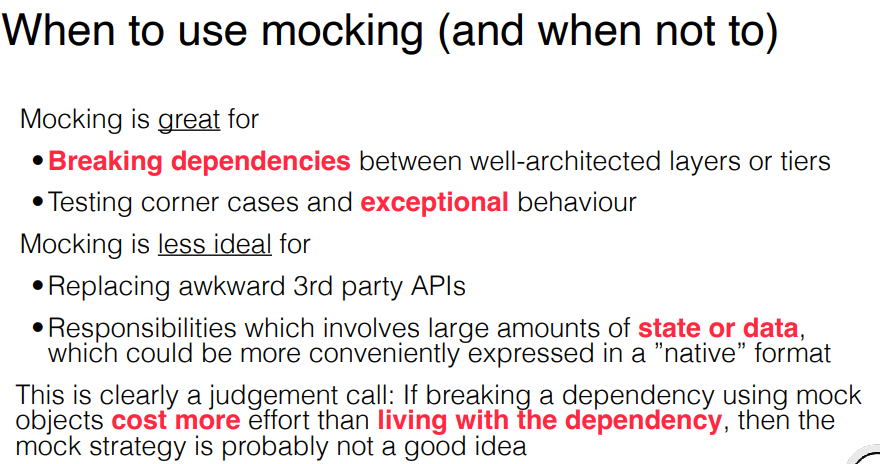 When to use mocking (and when not to)
Mocking is great for
• Breaking dependencies between well-architected layers or tiers
• Testing corner cases and exceptional behaviour
Mocking is less ideal for
• Replacing awkward 3rd party APIs
• Responsibilities which involves large amounts of state or data,
which could be more conveniently expressed in a ”native” format
This is clearly a judgement call: If breaking a dependency using mock
objects cost more effort than living with the dependency, then the
mock strategy is probably not a good idea